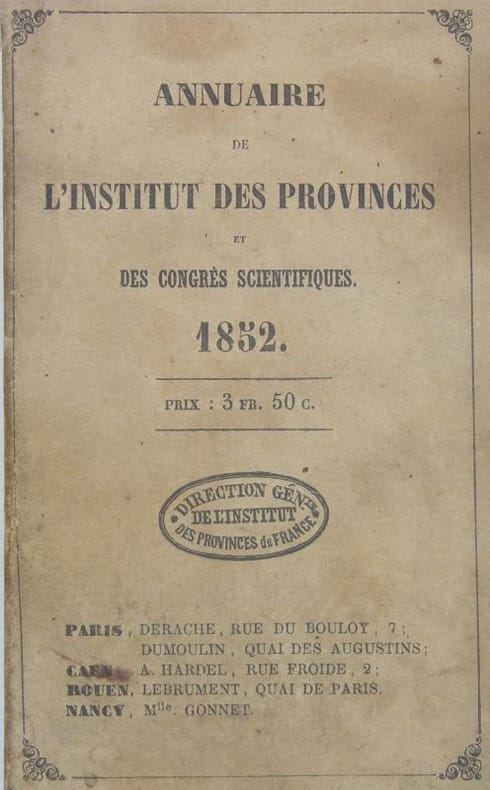 ANNUAIRE
DE
L'INSTITUT DES PROVINCES
ET
DES CONGRÈS SCIENTIFIQUES.
1852.
PRIX : 3 FR. 50 C.
DIRECTION GÉN.le
DE L'INSTITUT
DES PROVINCES de FRANCE
PARIS, DERACHE, RUE DU BOULOY, 7;
DUMOULIN, QUAI DES AUGUSTINS;
CAEN, A. HARDEL, RUE FROIDE, 2;
ROUEN, LEBRUMENT, QUAI DE PARIS.
NANCY, Mlle. GONNET.